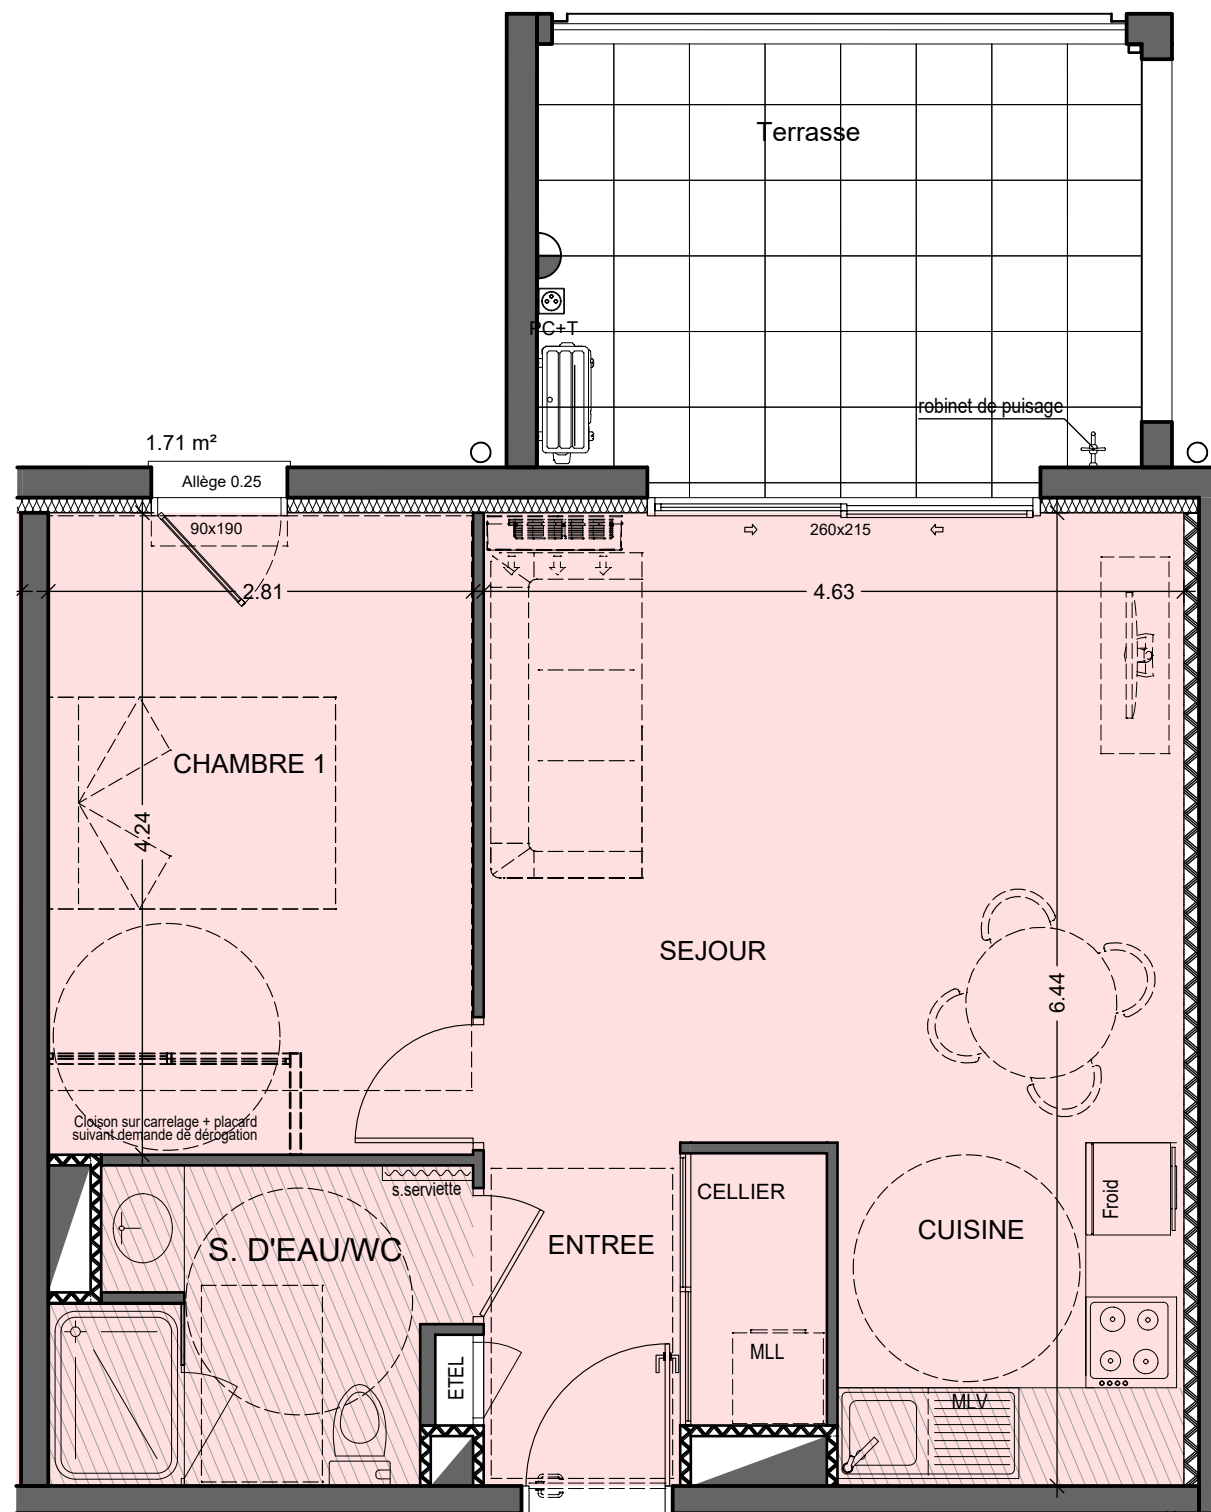 Terrasse
PC+T
robinet de puisage
1.71 m²
Allège 0.25
90x190
260x215
2.81
4.63
CHAMBRE 1
4.24
SEJOUR
6.44
Cloison sur carrelage + placard
suivant demande de dérogation
s.serviette
CELLIER
Froid
S. D'EAU/WC
ENTREE
CUISINE
MLL
ETEL
MLV